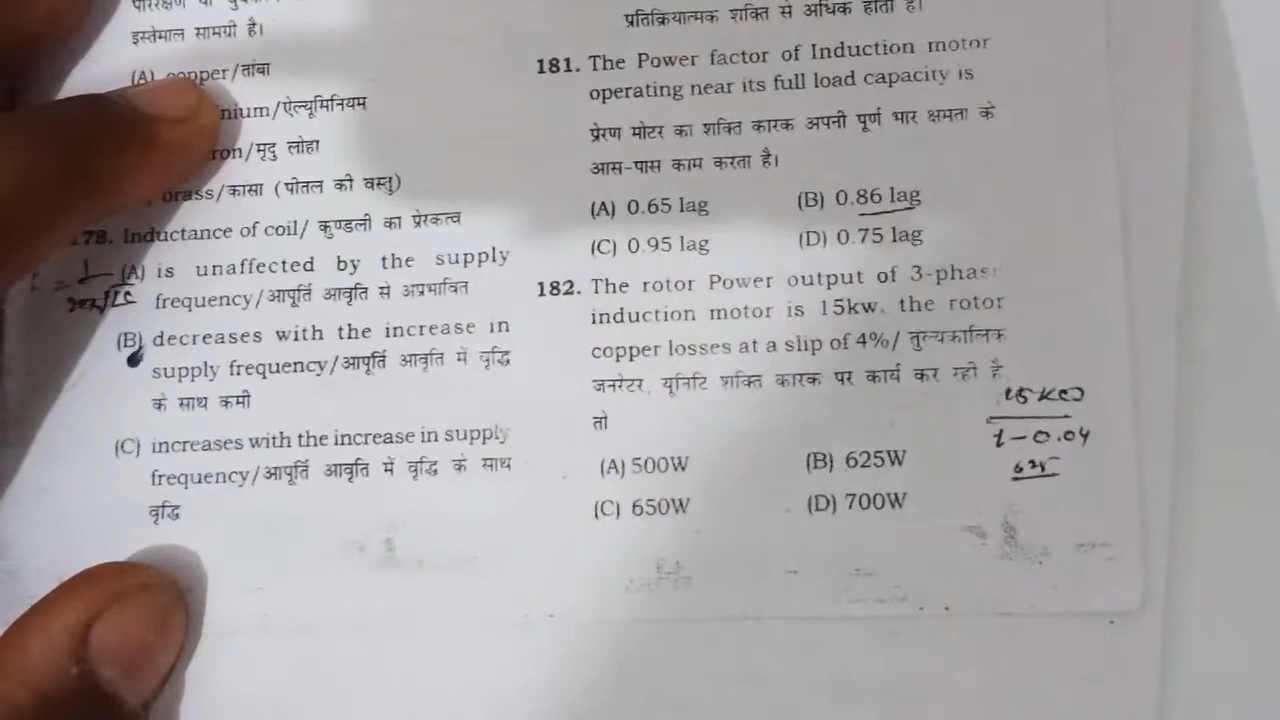 इस्तेमाल सामग्री है।
(A) copper/तांबा
nium/ऐल्यूमिनियम
ron/मृदु लोहा
brass/कासा (पीतल की वस्तु)
178. Inductance of coil/ कुण्डली का प्रेरकत्व
(A) is unaffected by the supply
frequency/आपूर्ति आवृति से अप्रभावित
(B) decreases with the increase in
supply frequency/आपूर्ति आवृति में वृद्धि
के साथ कमी
(C) increases with the increase in supply
frequency/आपूर्ति आवृति में वृद्धि के साथ
वृद्धि
प्रतिक्रियात्मक शक्ति से अधिक होता है।
181. The Power factor of Induction motor
operating near its full load capacity is
प्रेरण मोटर का शक्ति कारक अपनी पूर्ण भार क्षमता के
आस-पास काम करता है।
(A) 0.65 lag (B) 0.86 lag
(C) 0.95 lag (D) 0.75 lag
182. The rotor Power output of 3-phas
induction motor is 15kw, the rotor
copper losses at a slip of 4%/ तुल्यकालिक
जनरेटर, यूनिटि शक्ति कारक पर कार्य कर रही है
तो
(A) 500W (B) 625W
(C) 650W (D) 700W
15 KW
1-0.04
625